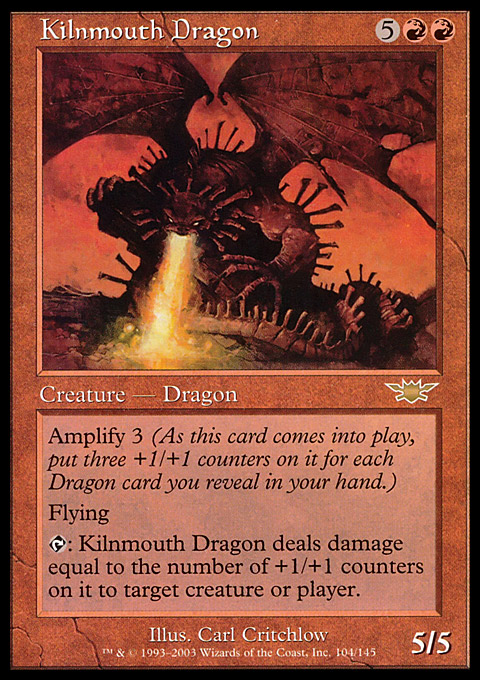 Kilnmouth Dragon 5
Creature — Dragon
Amplify 3 (As this card comes into play,
put three +1/+1 counters on it for each
Dragon card you reveal in your hand.)
Flying
: Kilnmouth Dragon deals damage
equal to the number of +1/+1 counters
on it to target creature or player.
Illus. Carl Critchlow
™ & © 1993–2003 Wizards of the Coast, Inc. 104/145
5/5